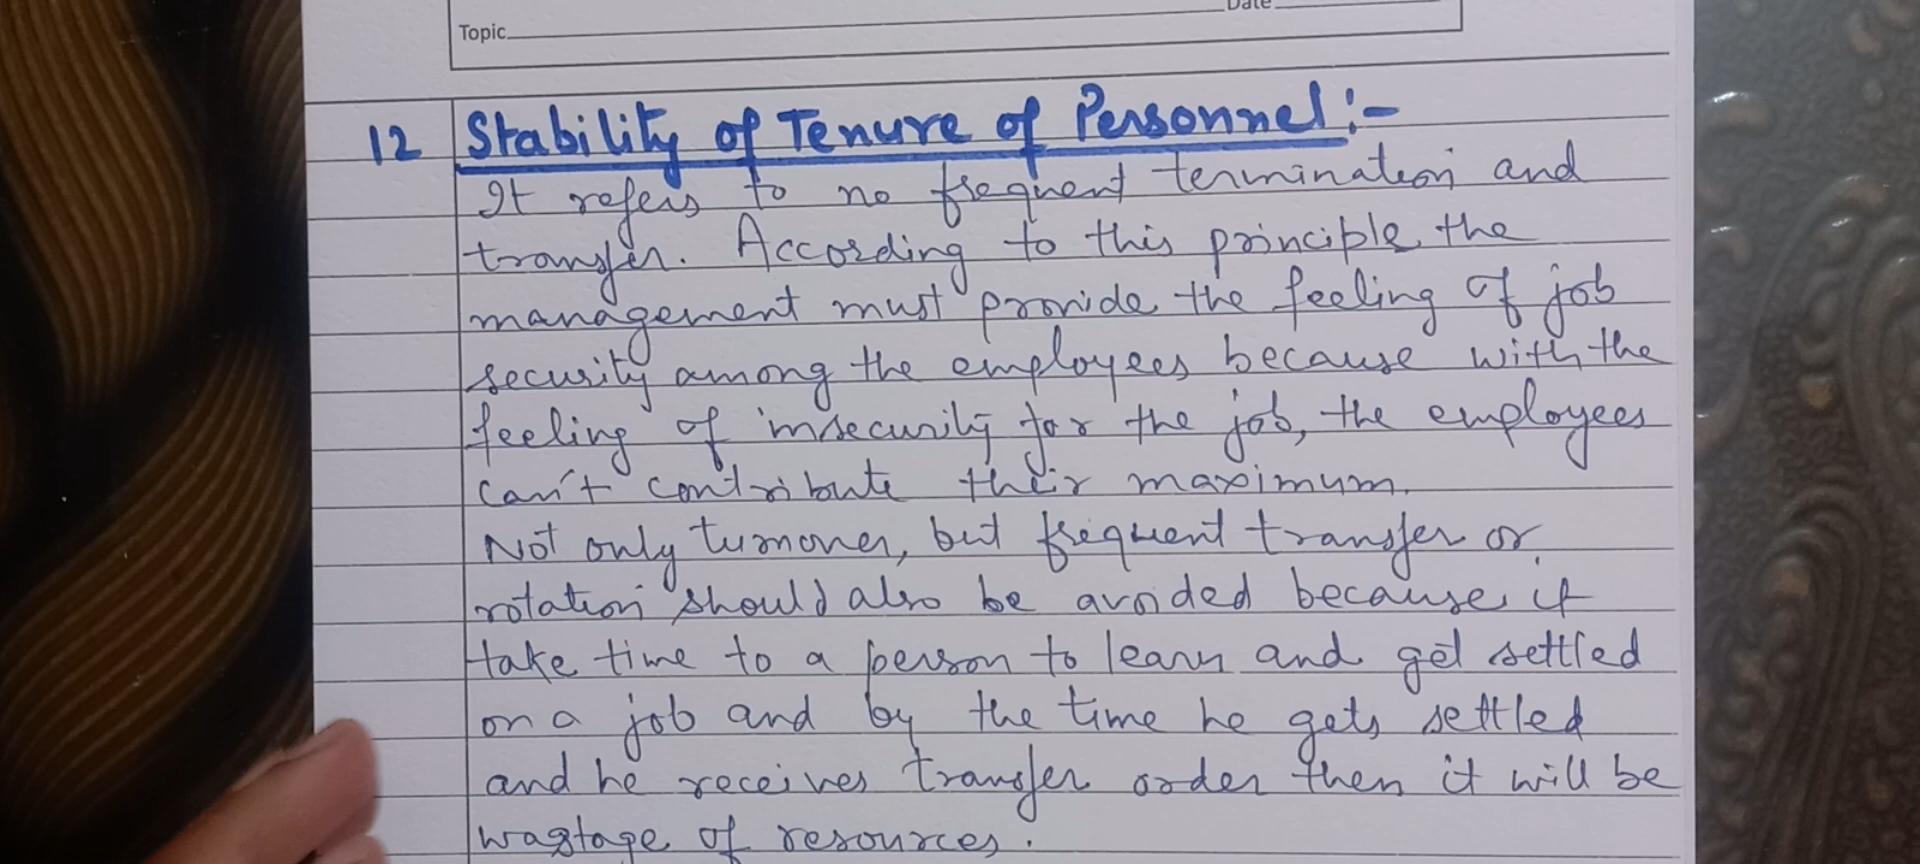 Date
Topic
12 Stability of Tenure of Personnel:-
It refers to no frequent termination and
transfer. According to this principle the
management must provide the feeling of job
security among the employees because with the
feeling of insecurity for the job, the employees
can't contribute their maximum.
Not only turnover, but frequent transfer or
rotation should also be avoided because it
take time to a person to learn and get settled
on a job and by the time he gets settled
and he receives transfer order then it will be
wastage of resources.